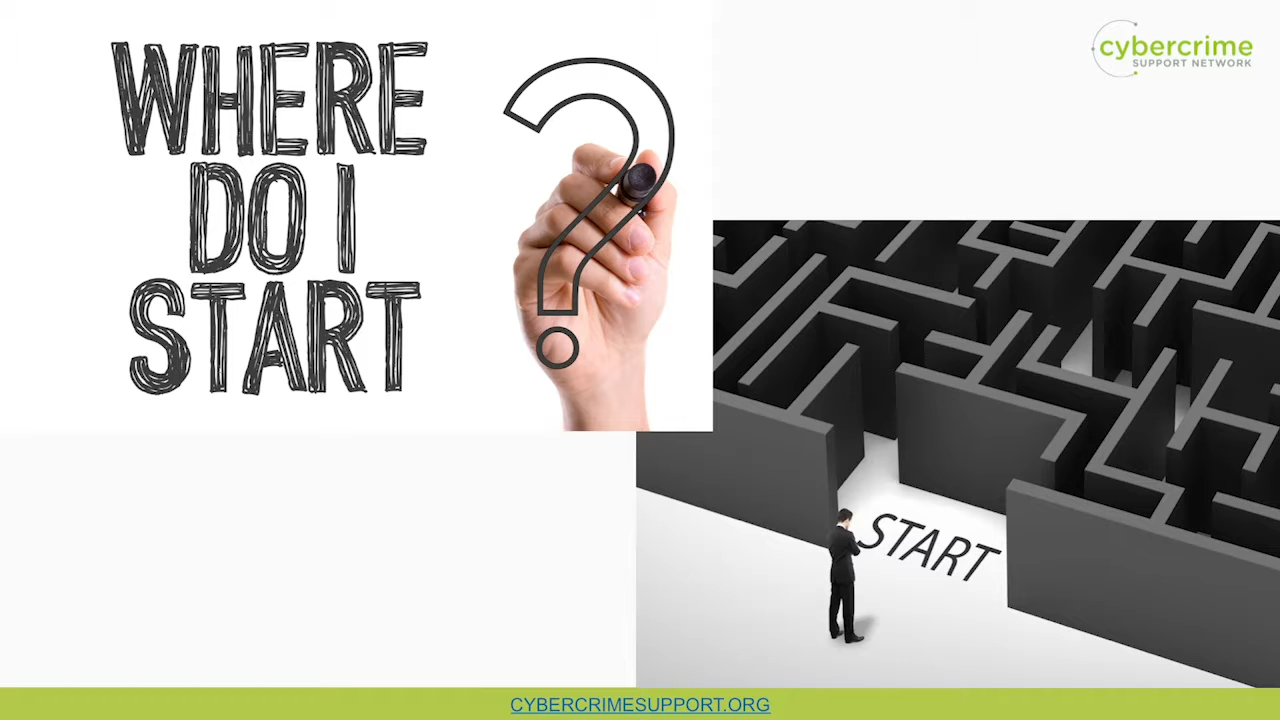 WHERE
DO I
START
?
cybercrime
SUPPORT NETWORK
START
CYBERCRIMESUPPORT.ORG